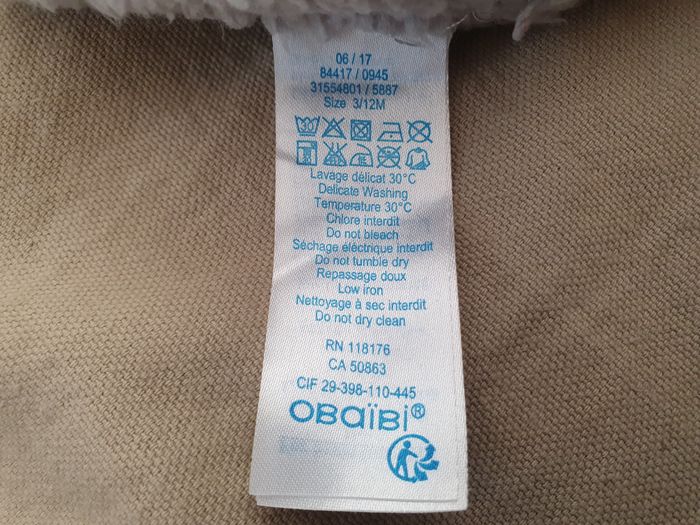 06 / 17
84417 / 0945
31554801 / 5887
Size 3/12M
30
Lavage délicat 30°C
Delicate Washing
Temperature 30°C
Chlore interdit
Do not bleach
Séchage éléctrique interdit
Do not tumble dry
Repassage doux
Low iron
Nettoyage à sec interdit
Do not dry clean
RN 118176
CA 50863
CIF 29-398-110-445
OBaïBi®